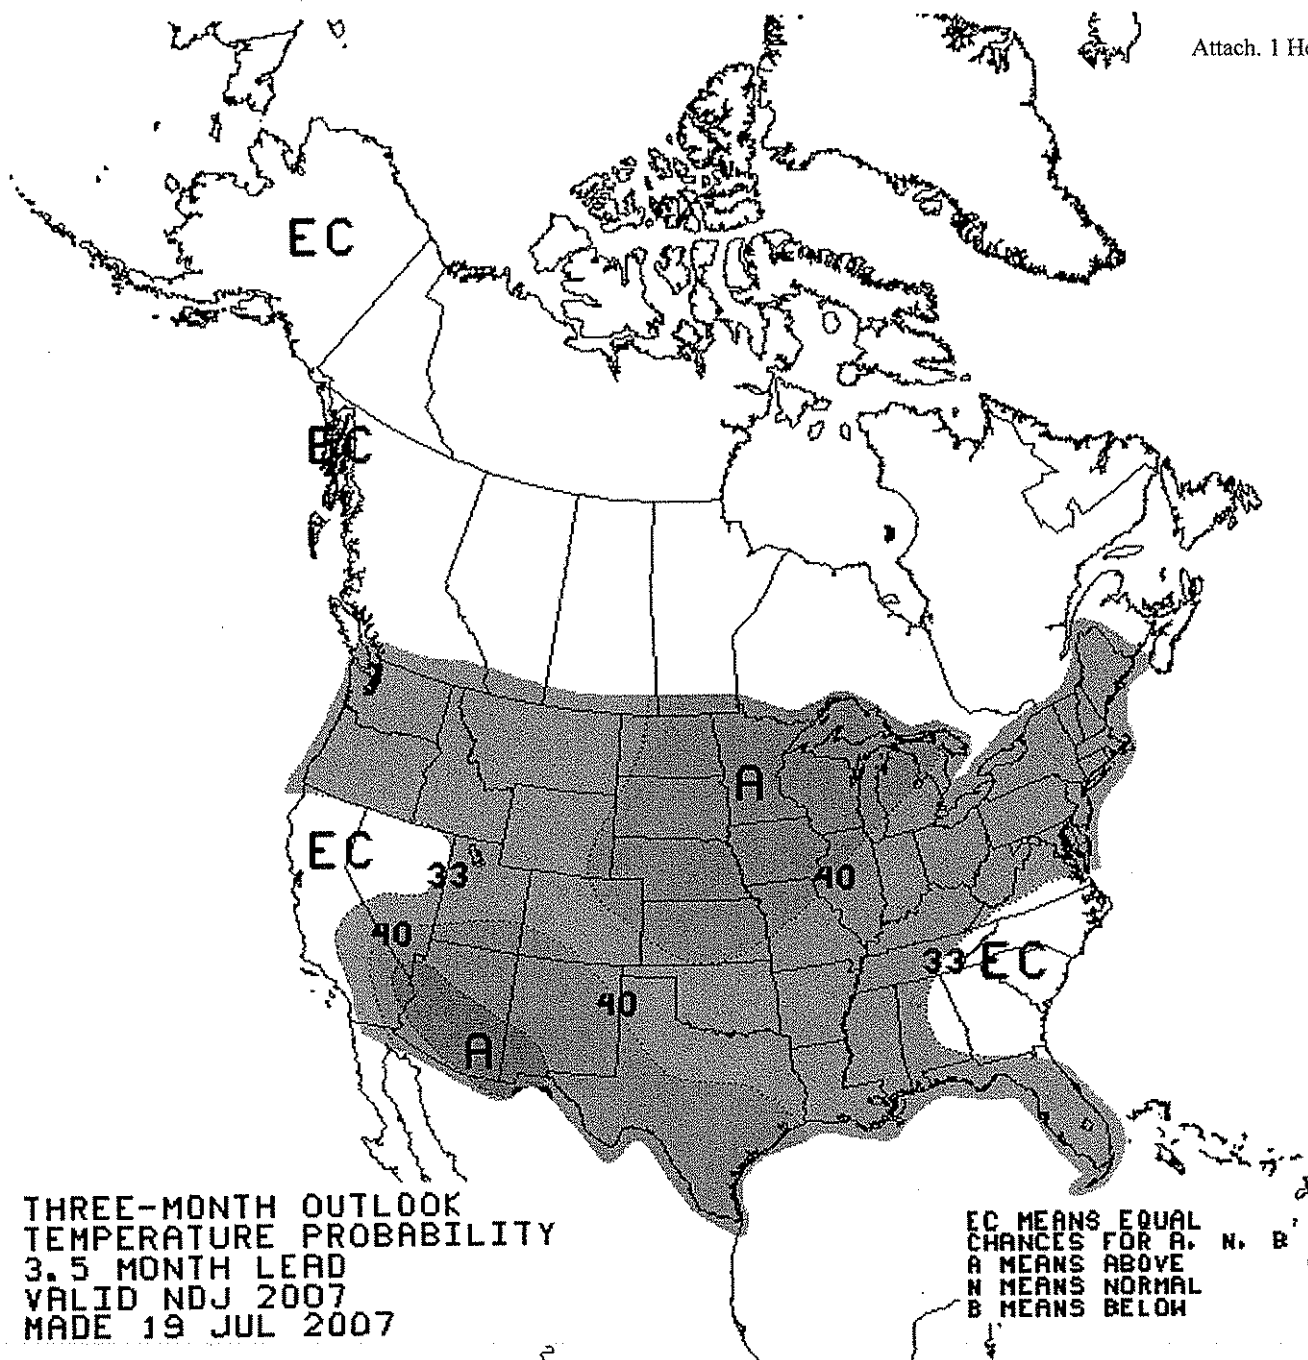 Attach. 1
EC
EC
A
EC
33
40
40
33 EC
40
A
THREE-MONTH OUTLOOK
TEMPERATURE PROBABILITY
3.5 MONTH LEAD
VALID NDJ 2007
MADE 19 JUL 2007
EC MEANS EQUAL
CHANCES FOR A, N, B
A MEANS ABOVE
N MEANS NORMAL
B MEANS BELOW